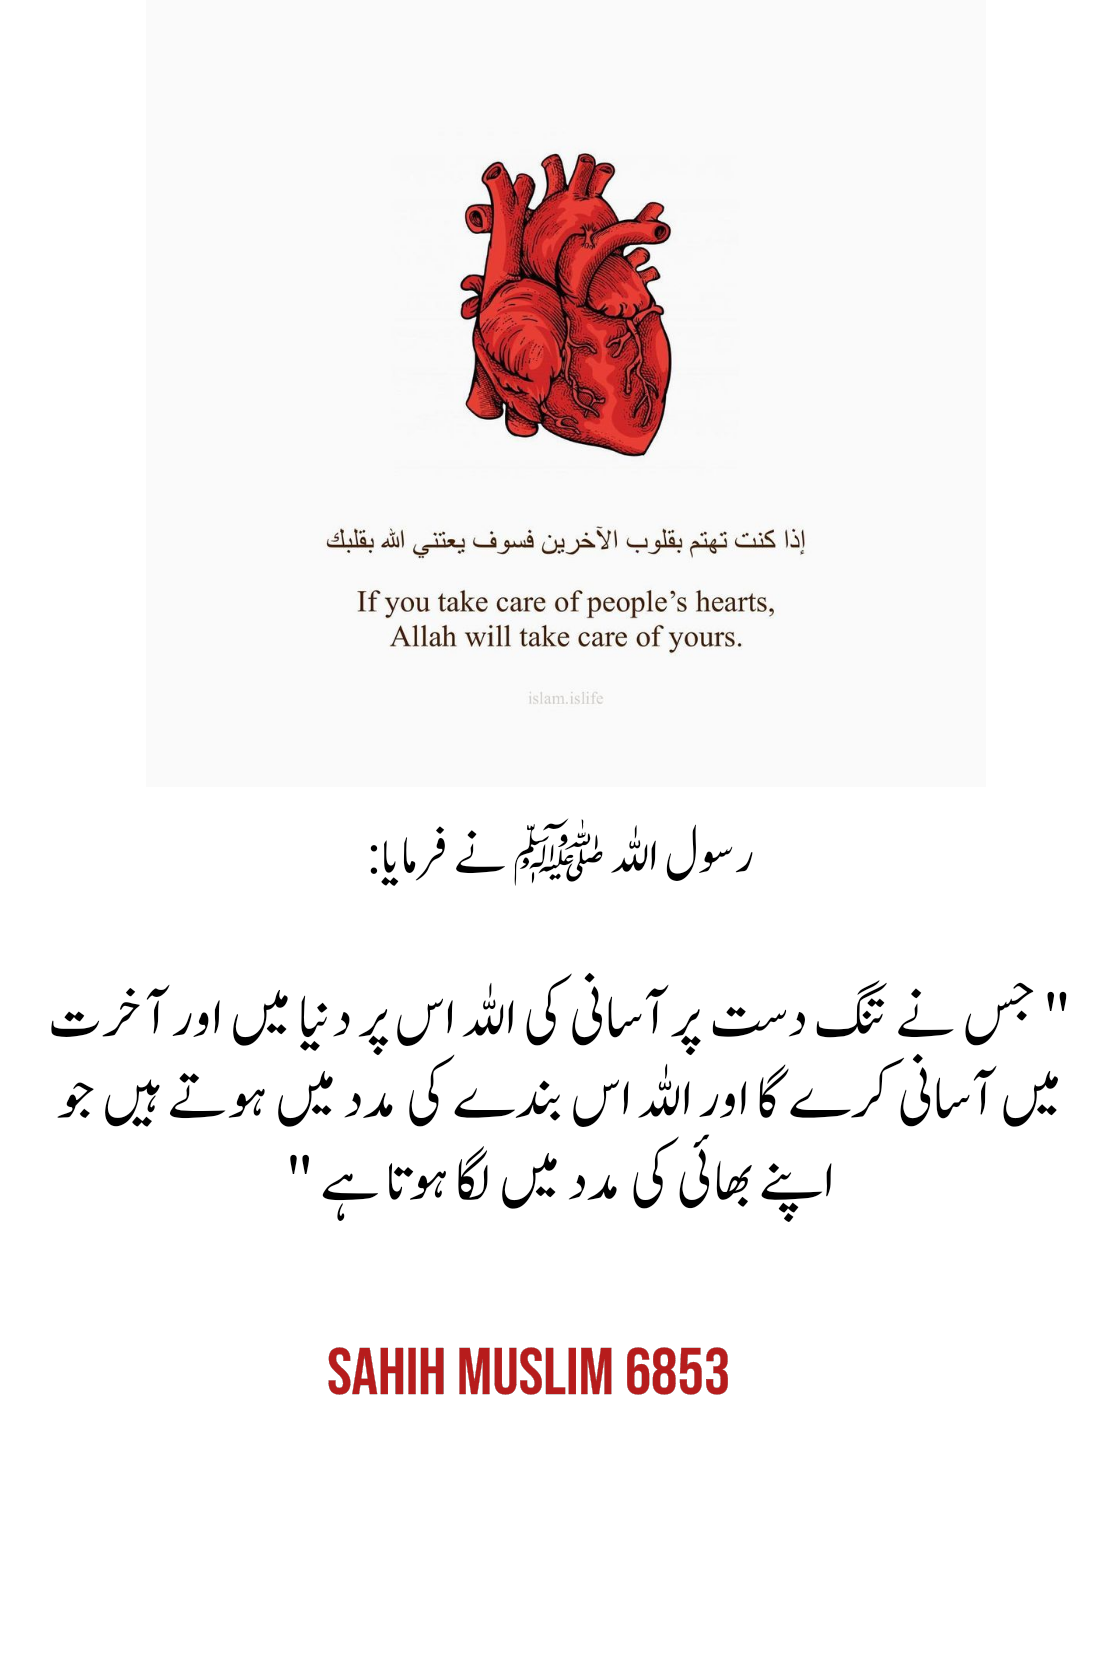 إذا كنت تهتم بقلوب الآخرين فسوف يعتني الله بقلبك
If you take care of people’s hearts,
Allah will take care of yours.
islam.islife
رسول اللہ ﷺ نے فرمایا:
" جس نے تنگ دست پر آسانی کی اللہ اس پر دنیا میں اور آخرت
میں آسانی کرے گا اور اللہ اس بندے کی مدد میں ہوتے ہیں جو
اپنے بھائی کی مدد میں لگا ہوتا ہے "
SAHIH MUSLIM 6853